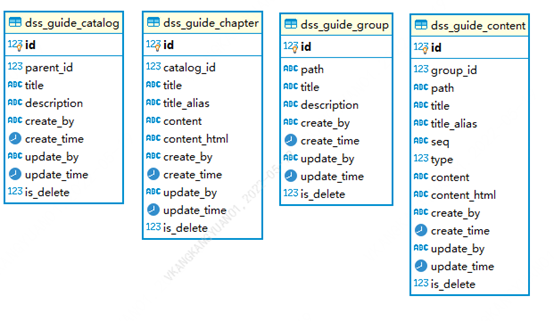 dss_guide_catalog
123 id
123 parent_id
ABC title
ABC description
ABC create_by
create_time
ABC update_by
update_time
123 is_delete
dss_guide_chapter
123 id
123 catalog_id
ABC title
ABC title_alias
ABC content
ABC content_html
ABC create_by
create_time
ABC update_by
update_time
123 is_delete
dss_guide_group
123 id
ABC path
ABC title
ABC description
ABC create_by
create_time
ABC update_by
update_time
123 is_delete
dss_guide_content
123 id
123 group_id
ABC path
ABC title
ABC title_alias
ABC seq
123 type
ABC content
ABC content_html
ABC create_by
create_time
ABC update_by
update_time
123 is_delete